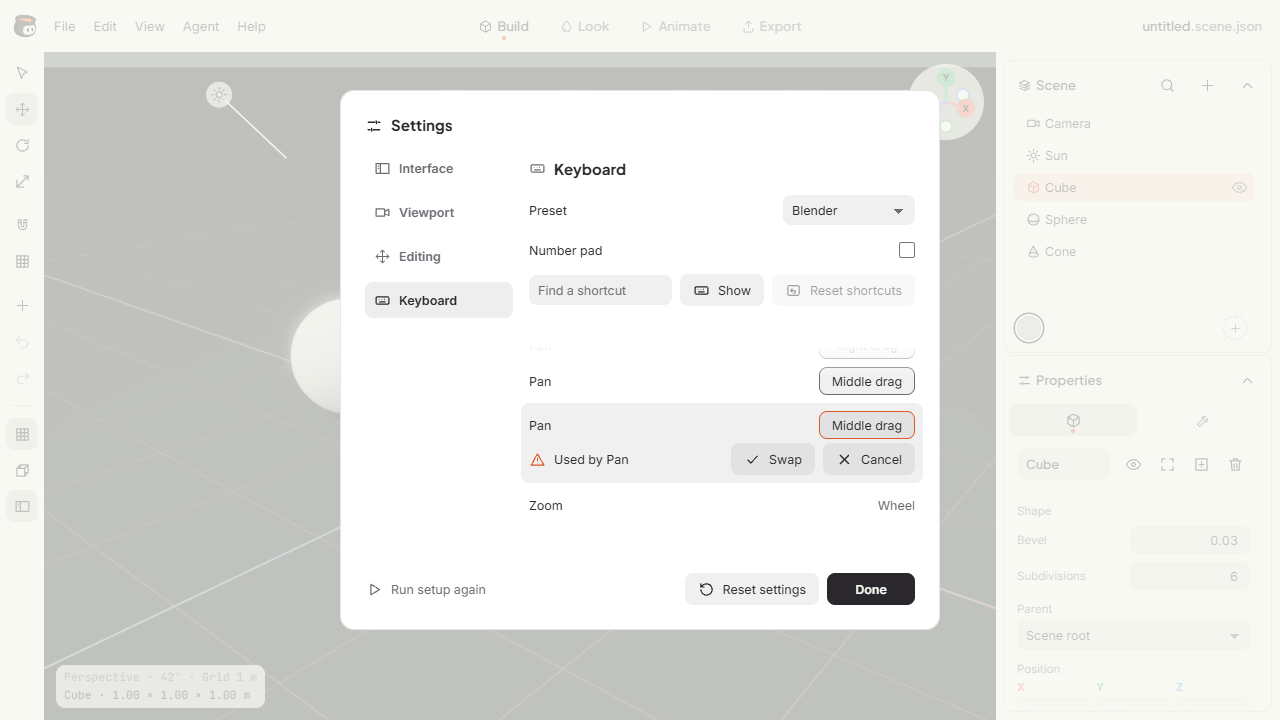 File Edit View Agent Help
Build Look Animate Export
untitled.scene.json
Y
X
Scene
Camera
Sun
Cube
Sphere
Cone
Settings
Interface
Viewport
Editing
Keyboard
Keyboard
Preset Blender
Number pad
Find a shortcut Show Reset shortcuts
Pan Right drag
Pan Middle drag
Pan Middle drag
Used by Pan Swap Cancel
Zoom Wheel
Run setup again Reset settings Done
Properties
Cube
Shape
Bevel 0.03
Subdivisions 6
Parent
Scene root
Position
X Y Z
Perspective · 42° · Grid 1 m
Cube · 1.00 × 1.00 × 1.00 m